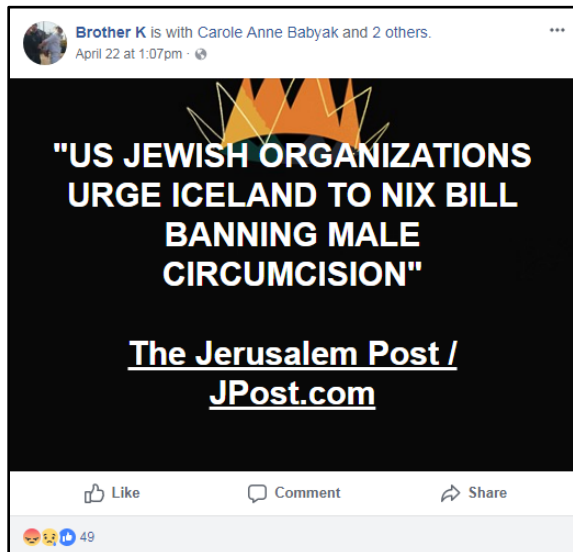 Brother K is with Carole Anne Babyak and 2 others.
April 22 at 1:07pm ·
"US JEWISH ORGANIZATIONS
URGE ICELAND TO NIX BILL
BANNING MALE
CIRCUMCISION"
The Jerusalem Post /
JPost.com
Like Comment Share
49